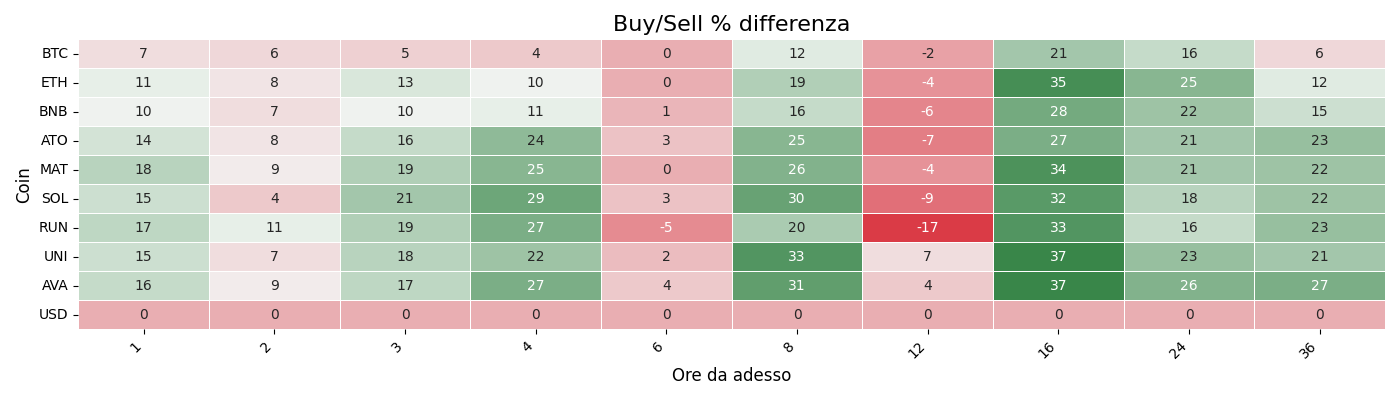 Buy/Sell % differenza
Coin
BTC 7 6 5 4 0 12 -2 21 16 6
ETH 11 8 13 10 0 19 -4 35 25 12
BNB 10 7 10 11 1 16 -6 28 22 15
ATO 14 8 16 24 3 25 -7 27 21 23
MAT 18 9 19 25 0 26 -4 34 21 22
SOL 15 4 21 29 3 30 -9 32 18 22
RUN 17 11 19 27 -5 20 -17 33 16 23
UNI 15 7 18 22 2 33 7 37 23 21
AVA 16 9 17 27 4 31 4 37 26 27
USD 0 0 0 0 0 0 0 0 0 0
1 2 3 4 6 8 12 16 24 36
Ore da adesso